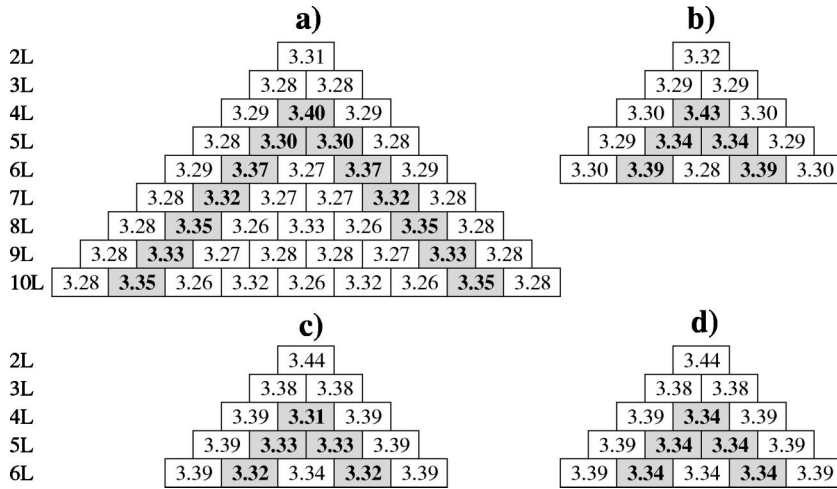 a) b)
2L 3.31 3.32
3L 3.28 3.28 3.29 3.29
4L 3.29 3.40 3.29 3.30 3.43 3.30
5L 3.28 3.30 3.30 3.28 3.29 3.34 3.34 3.29
6L 3.29 3.37 3.27 3.37 3.29 3.30 3.39 3.28 3.39 3.30
7L 3.28 3.32 3.27 3.27 3.32 3.28
8L 3.28 3.35 3.26 3.33 3.26 3.35 3.28
9L 3.28 3.33 3.27 3.28 3.28 3.27 3.33 3.28
10L 3.28 3.35 3.26 3.32 3.26 3.32 3.26 3.35 3.28
c) d)
2L 3.44 3.44
3L 3.38 3.38 3.38 3.38
4L 3.39 3.31 3.39 3.39 3.34 3.39
5L 3.39 3.33 3.33 3.39 3.39 3.34 3.34 3.39
6L 3.39 3.32 3.34 3.32 3.39 3.39 3.34 3.34 3.34 3.39